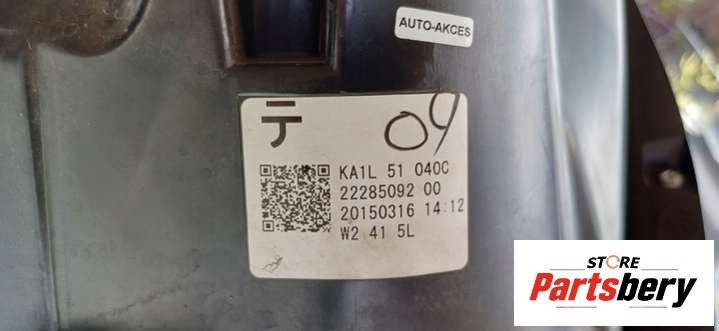 AUTO-AKCES
テ
09
KA1L 51 040C
22285092 00
20150316 14:12
W2 41 5L
STORE
Partsbery